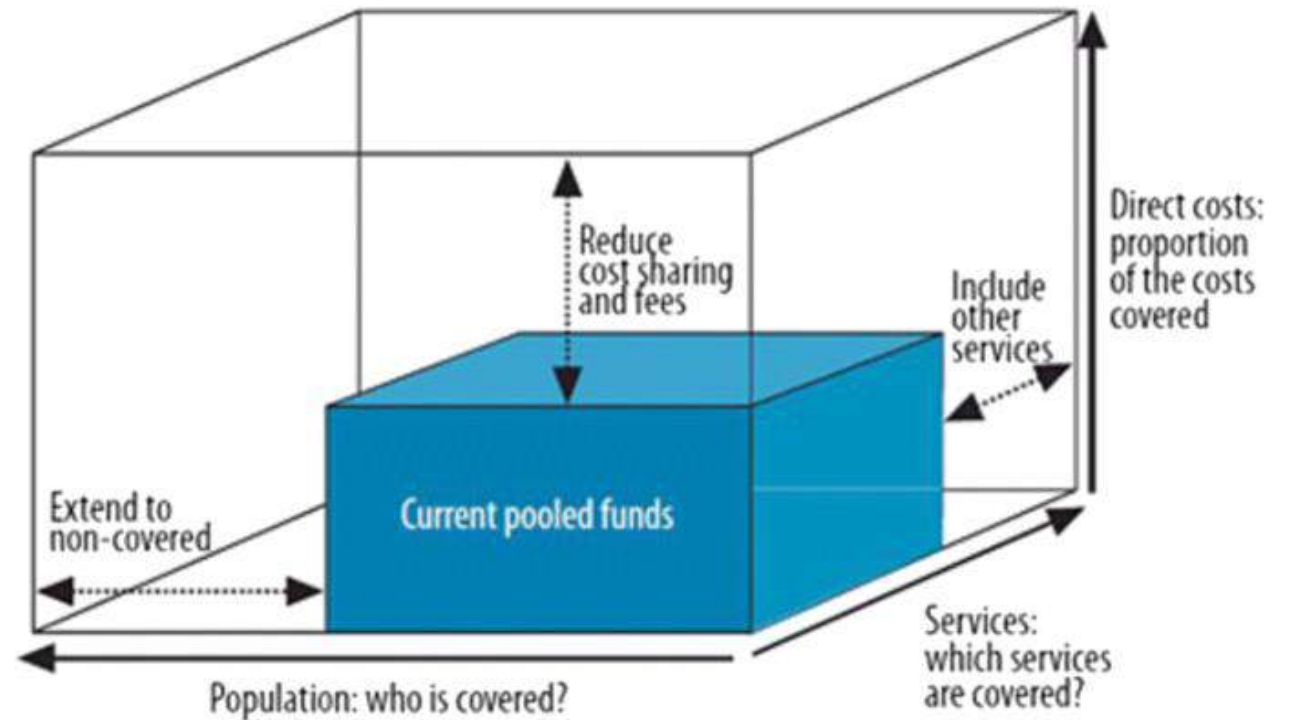 Reduce
cost sharing
and fees
Direct costs:
proportion
of the costs
covered
Include
other
services
Extend to
non-covered
Current pooled funds
Services:
which services
are covered?
Population: who is covered?